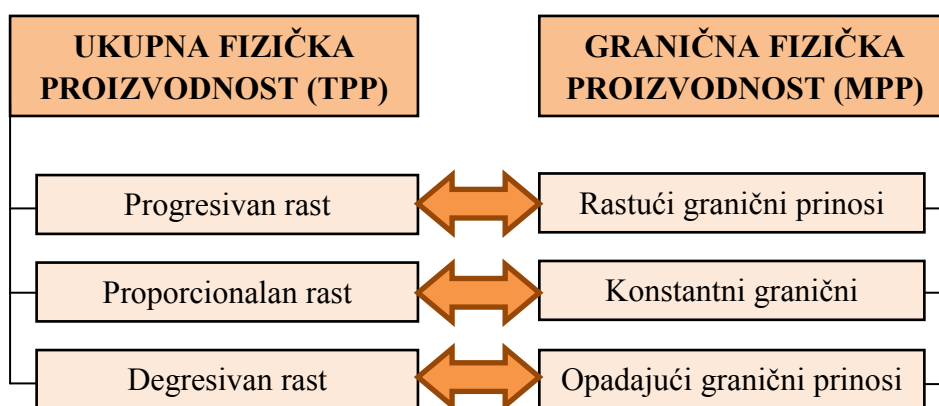 UKUPNA FIZIČKA
PROIZVODNOST (TPP)
GRANIČNA FIZIČKA
PROIZVODNOST (MPP)
Progresivan rast
Rastući granični prinosi
Proporcionalan rast
Konstantni granični
Degresivan rast
Opadajući granični prinosi